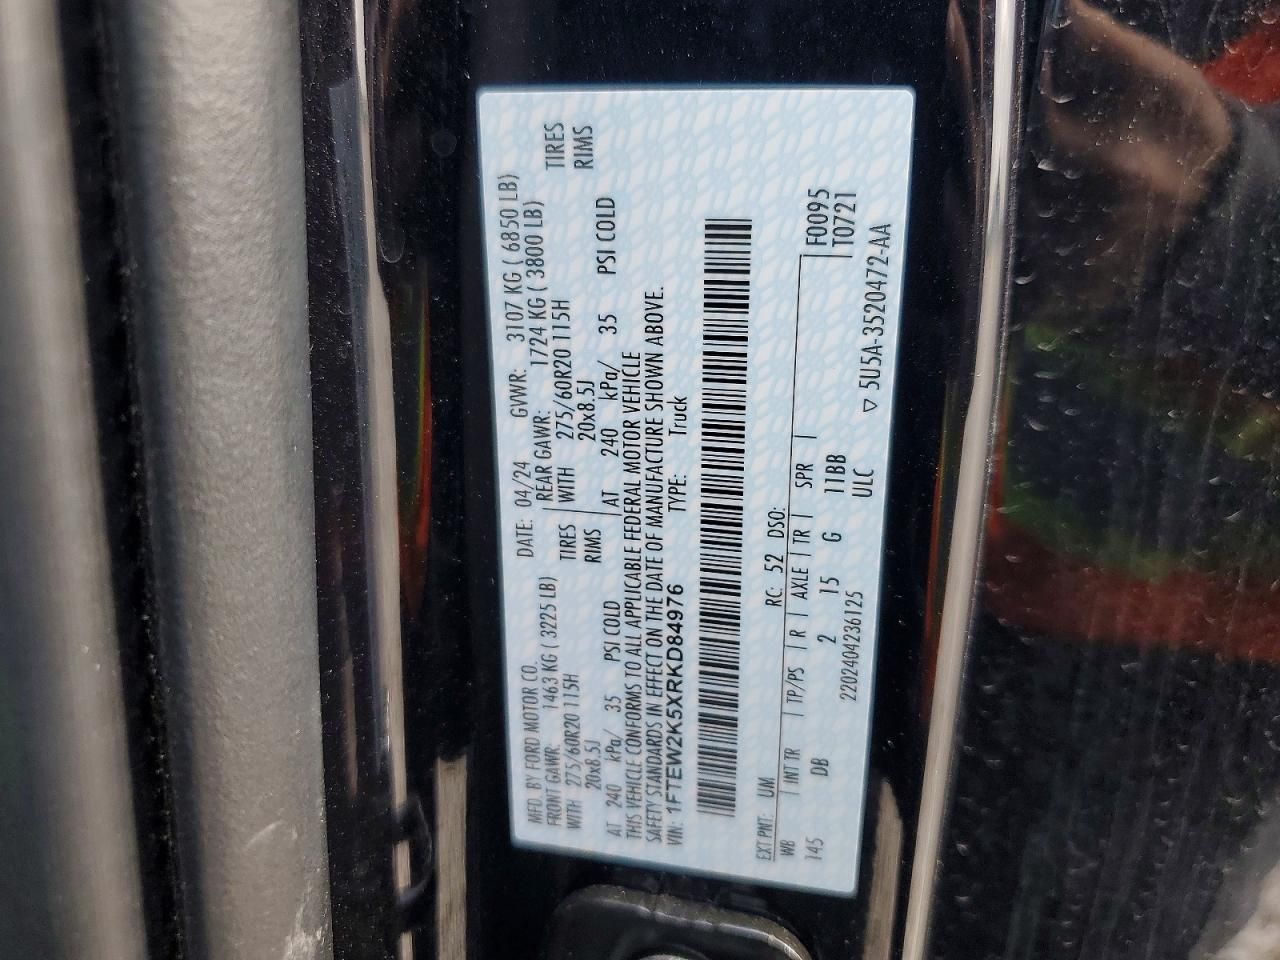 MFD. BY FORD MOTOR CO. DATE: 04/24 GVWR: 3107 KG ( 6850 LB)
FRONT GAWR: 1463 KG ( 3225 LB) REAR GAWR: 1724 KG ( 3800 LB)
WITH 275/60R20 115H TIRES WITH 275/60R20 115H TIRES
20x8.5J RIMS 20x8.5J RIMS
AT 240 kPa/ 35 PSI COLD AT 240 kPa/ 35 PSI COLD
THIS VEHICLE CONFORMS TO ALL APPLICABLE FEDERAL MOTOR VEHICLE
SAFETY STANDARDS IN EFFECT ON THE DATE OF MANUFACTURE SHOWN ABOVE.
VIN: 1FTEW2K5XRKD84976 TYPE: Truck
EXT PNT: UM RC: 52 DSO: F0095
WB INT TR TP/PS R AXLE TR SPR T0721
145 DB 2 15 G 11BB
2202404236125 ULC ▽ 5U5A-3520472-AA